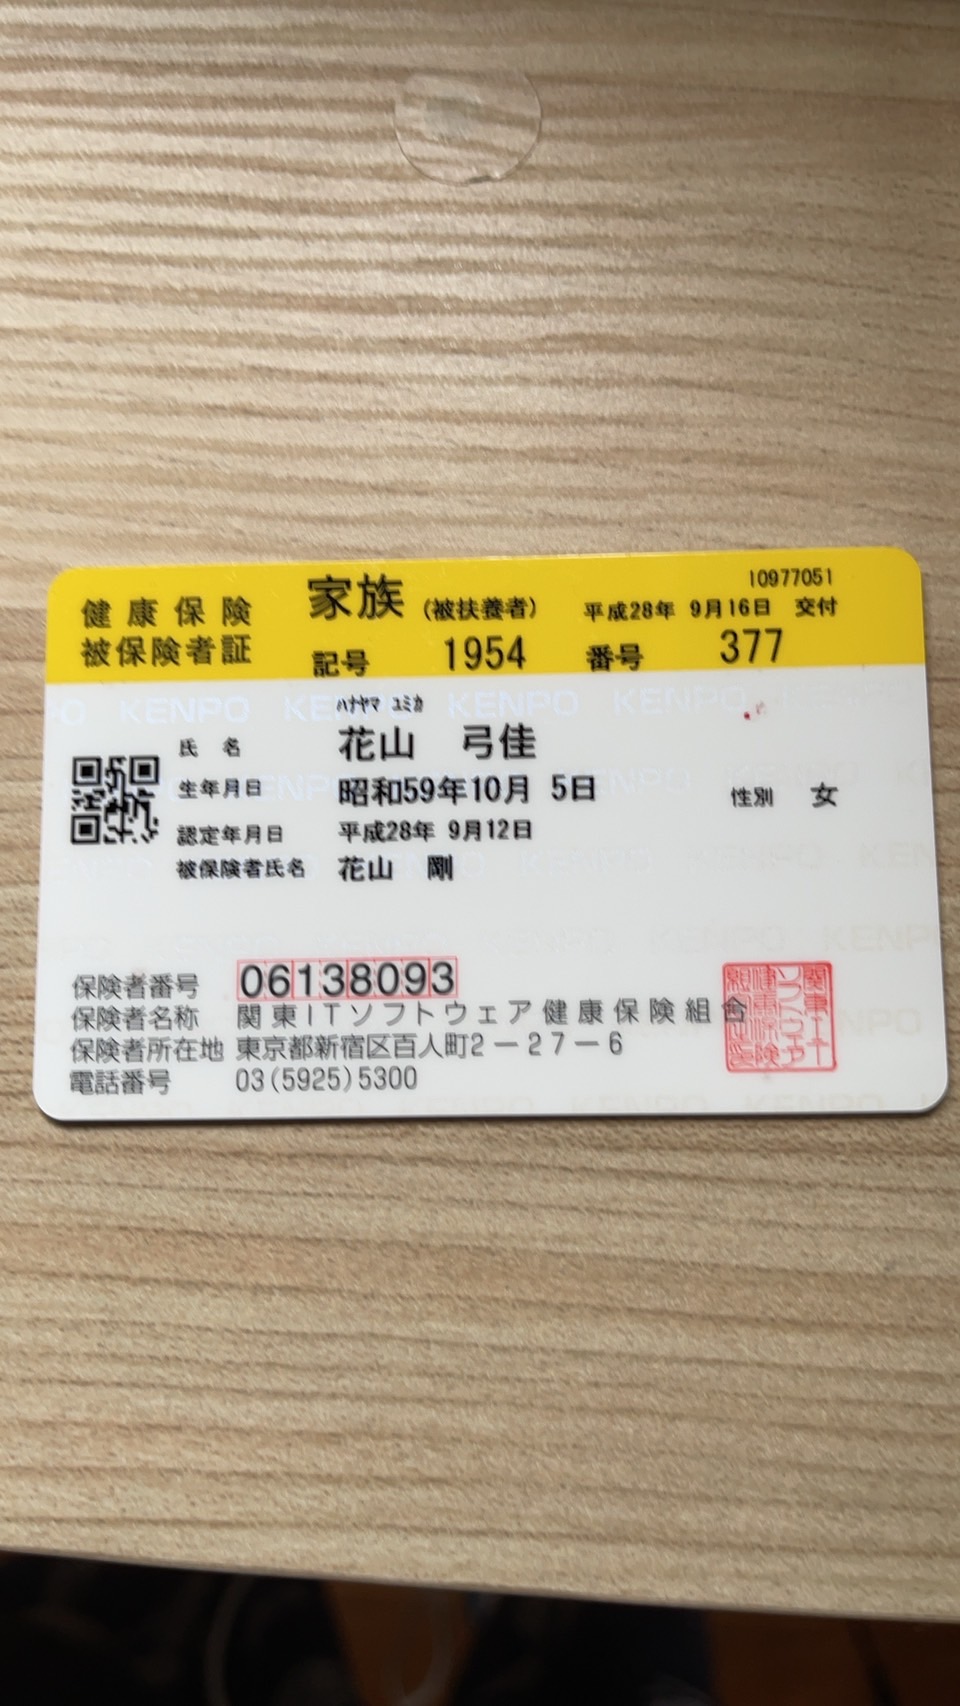 10977051
健康保険 家族 (被扶養者) 平成28年 9月16日 交付
被保険者証 記号 1954 番号 377
ﾊﾅﾔﾏ ﾕﾐｶ
氏名 花山 弓佳
生年月日 昭和59年10月 5日 性別 女
認定年月日 平成28年 9月12日
被保険者氏名 花山 剛
保険者番号 06138093
保険者名称 関東ITソフトウェア健康保険組合
保険者所在地 東京都新宿区百人町2-27-6
電話番号 03(5925)5300
KENPO